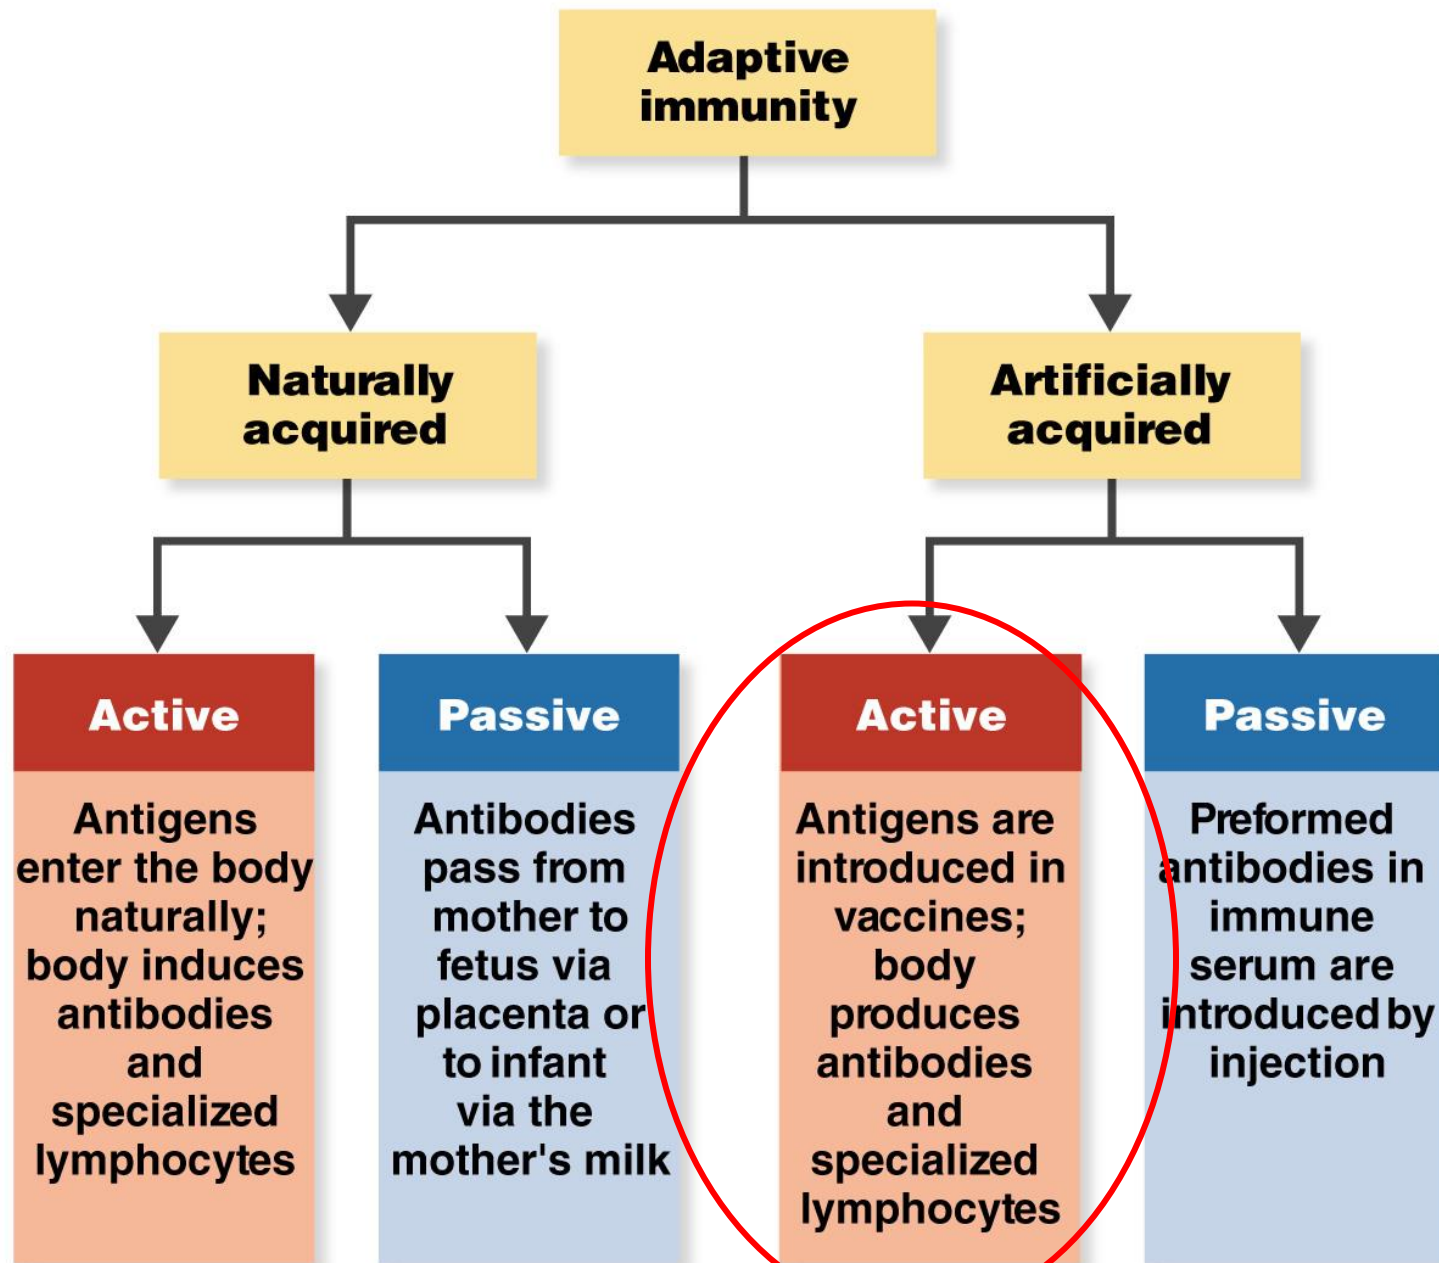 Adaptive
immunity
Naturally
acquired
Artificially
acquired
Active
Antigens
enter the body
naturally;
body induces
antibodies
and
specialized
lymphocytes
Passive
Antibodies
pass from
mother to
fetus via
placenta or
to infant
via the
mother's milk
Active
Antigens are
introduced in
vaccines;
body
produces
antibodies
and
specialized
lymphocytes
Passive
Preformed
antibodies in
immune
serum are
introduced by
injection